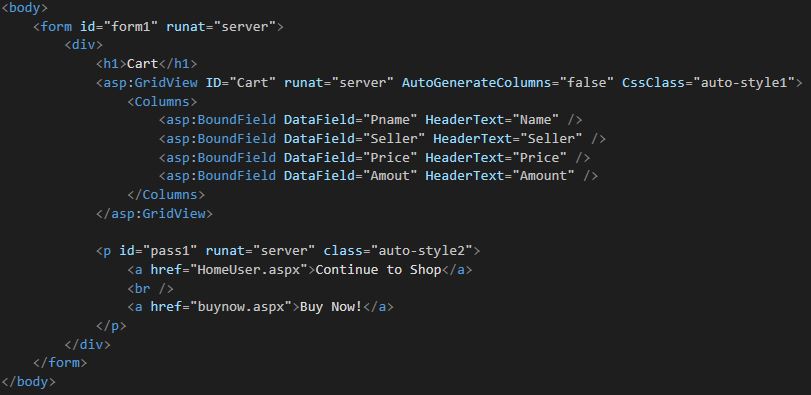 <body>
    <form id="form1" runat="server">
        <div>
            <h1>Cart</h1>
            <asp:GridView ID="Cart" runat="server" AutoGenerateColumns="false" CssClass="auto-style1">
                <Columns>
                    <asp:BoundField DataField="Pname" HeaderText="Name" />
                    <asp:BoundField DataField="Seller" HeaderText="Seller" />
                    <asp:BoundField DataField="Price" HeaderText="Price" />
                    <asp:BoundField DataField="Amout" HeaderText="Amount" />
                </Columns>
            </asp:GridView>

            <p id="pass1" runat="server" class="auto-style2">
                <a href="HomeUser.aspx">Continue to Shop</a>
                <br />
                <a href="buynow.aspx">Buy Now!</a>
            </p>
        </div>
    </form>
</body>